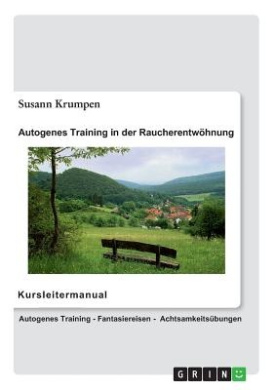 Susann Krumpen
Autogenes Training in der Raucherentwöhnung
Kursleitermanual
Autogenes Training - Fantasiereisen - Achtsamkeitsübungen
GRIN